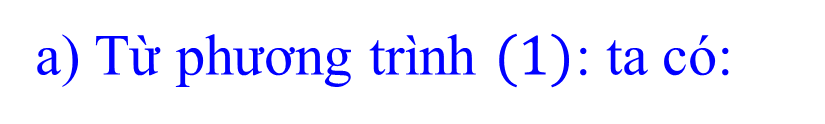 a) Từ phương trình (1): ta có: